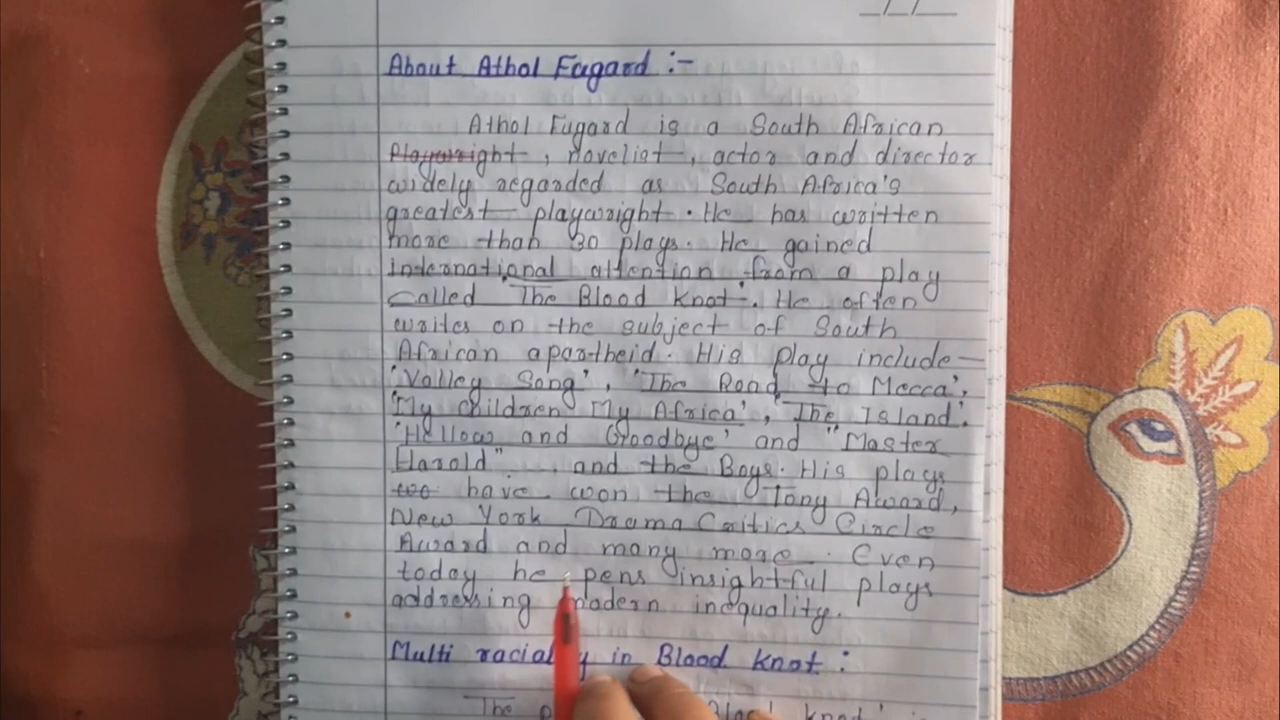 About Athol Fugard :-
Athol Fugard is a South African
Playwright, novelist, actor and director
widely regarded as South Africa's
greatest playwright. He has written
more than 30 plays. He gained
international attention from a play
called 'The Blood Knot'. He often
writes on the subject of South
African apartheid. His play include-
'Valley Song', 'The Road to Mecca',
'My children My Africa', 'The Island'.
'Hellow and Goodbye' and "Master
Harold" ... and the Boys. His plays
too have won the Tony Award,
New York Drama Critics Circle
Award and many more. Even
today he pens insightful plays
addressing modern inequality.
Multi in Blood Knot :
The